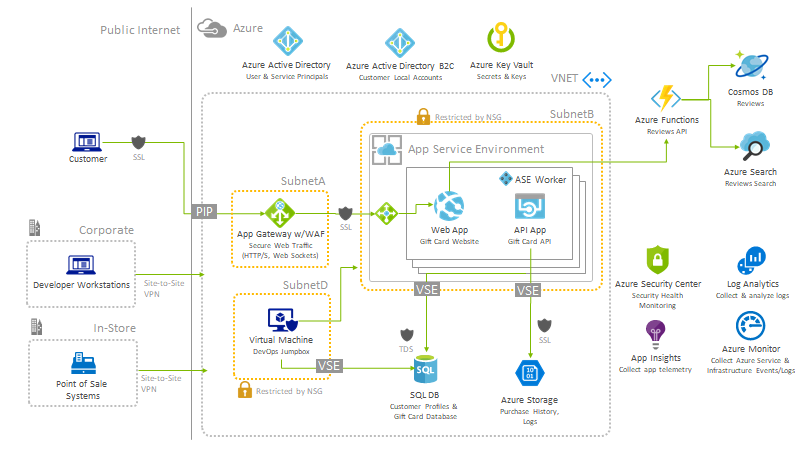 Public Internet
Azure
Azure Active Directory
User & Service Principals
Azure Active Directory B2C
Customer Local Accounts
Azure Key Vault
Secrets & Keys
VNET
Cosmos DB
Reviews
Azure Functions
Reviews API
Azure Search
Reviews Search
Customer
SSL
Restricted by NSG
SubnetB
App Service Environment
ASE Worker
SubnetA
PIP
App Gateway w/WAF
Secure Web Traffic
(HTTP/S, Web Sockets)
SSL
Web App
Gift Card Website
API App
Gift Card API
Corporate
Developer Workstations
Site-to-Site
VPN
SubnetD
Virtual Machine
DevOps Jumpbox
VSE
Restricted by NSG
VSE
VSE
TDS
SSL
SQL
SQL DB
Customer Profiles &
Gift Card Database
10
01
Azure Storage
Purchase History,
Logs
In-Store
Point of Sale
Systems
Site-to-Site
VPN
Azure Security Center
Security Health
Monitoring
Log Analytics
Collect & analyze logs
App Insights
Collect app telemetry
Azure Monitor
Collect Azure Service &
Infrastructure Events/Logs